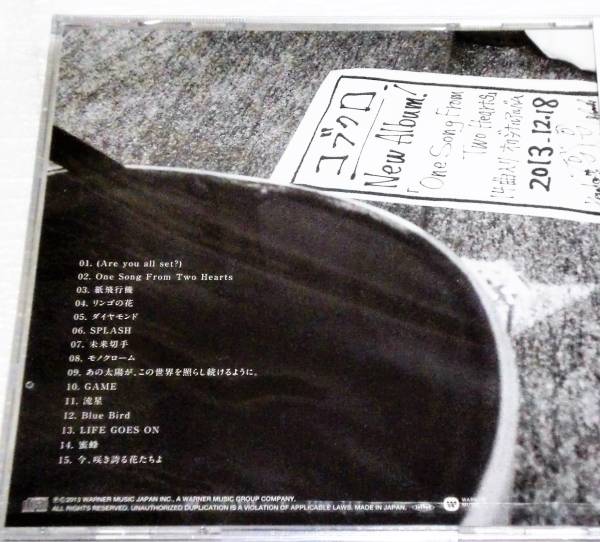 コブクロ
New Album!
「One Song From
Two Hearts」
2013.12.18
01. (Are you all set?)
02. One Song From Two Hearts
03. 紙飛行機
04. リンゴの花
05. ダイヤモンド
06. SPLASH
07. 未来切手
08. モノクローム
09. あの太陽が、この世界を照らし続けるように。
10. GAME
11. 流星
12. Blue Bird
13. LIFE GOES ON
14. 蜜蜂
15. 今、咲き誇る花たちよ
℗©2013 WARNER MUSIC JAPAN INC., A WARNER MUSIC GROUP COMPANY.
ALL RIGHTS RESERVED. UNAUTHORIZED DUPLICATION IS A VIOLATION OF APPLICABLE LAWS. MADE IN JAPAN.